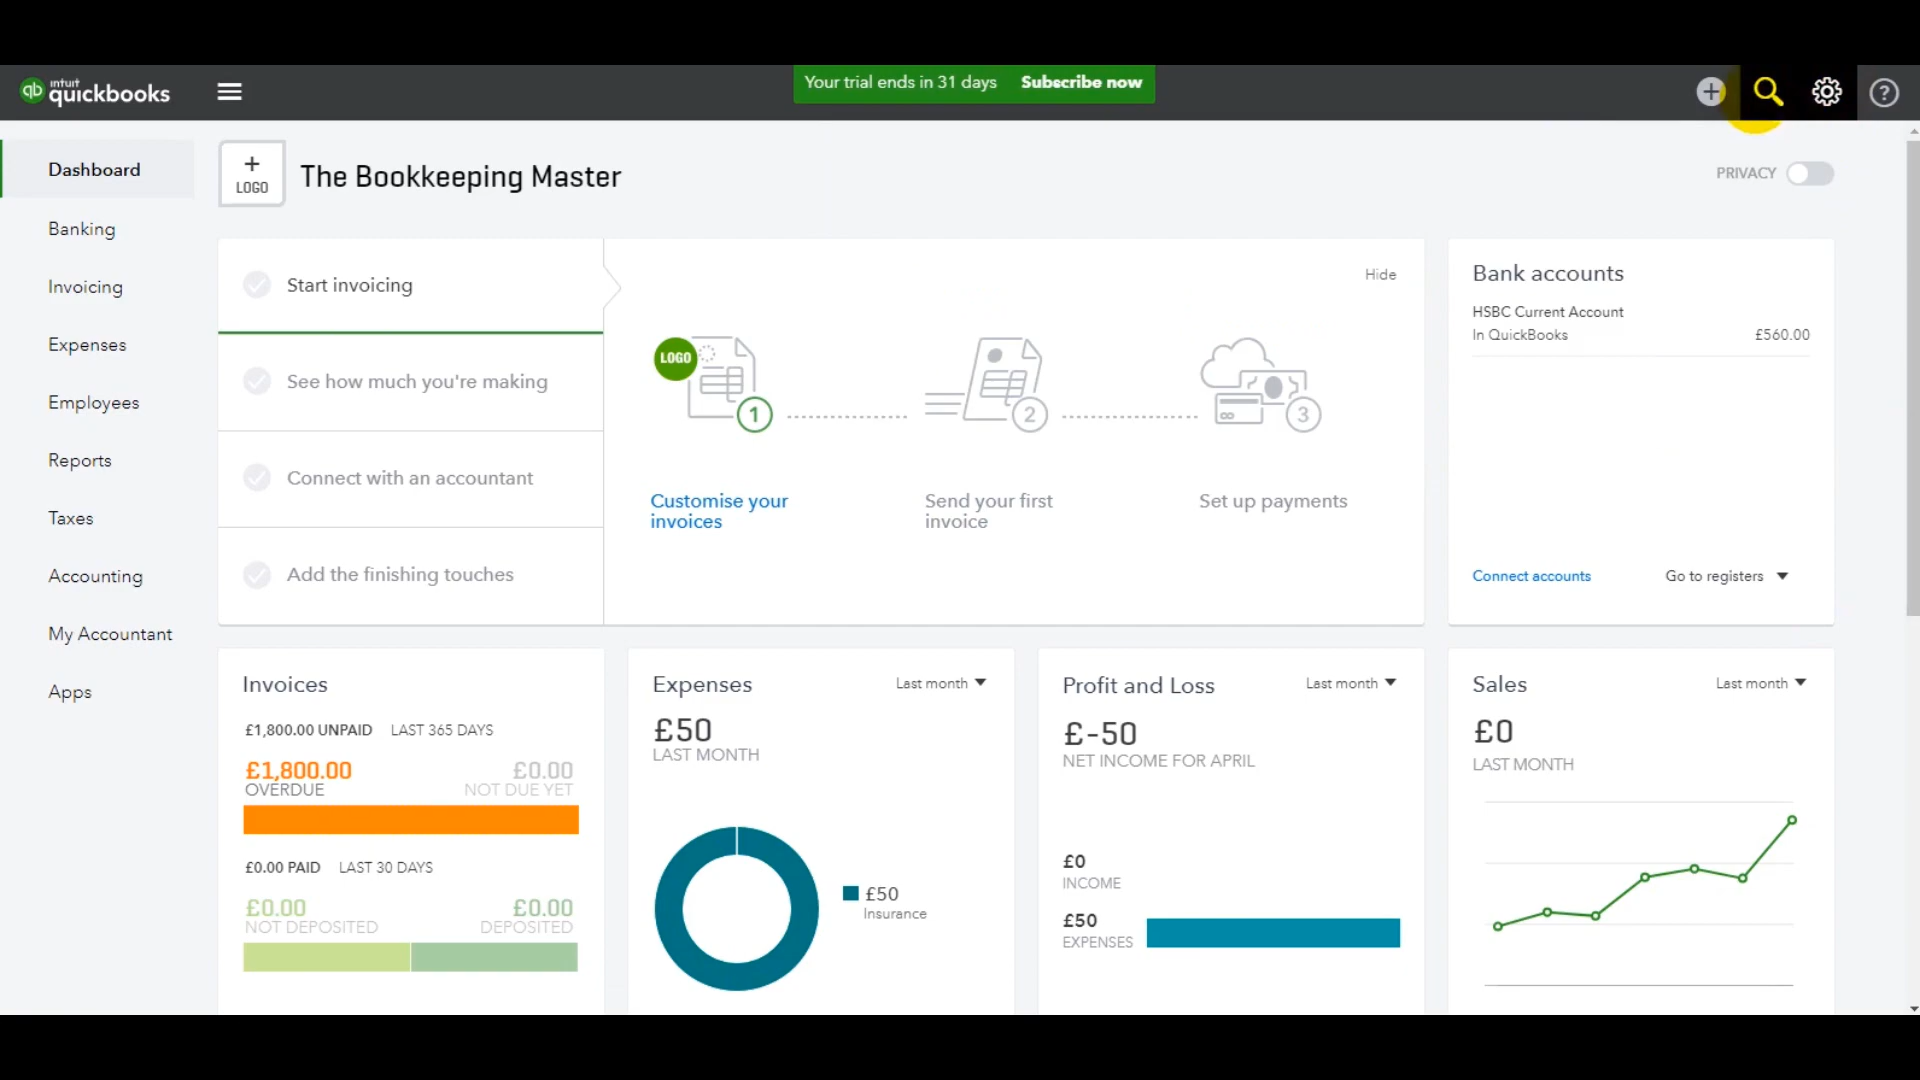 intuit
quickbooks
Your trial ends in 31 days Subscribe now
Dashboard
Banking
Invoicing
Expenses
Employees
Reports
Taxes
Accounting
My Accountant
Apps
+
LOGO
The Bookkeeping Master
PRIVACY
Start invoicing
See how much you're making
Connect with an accountant
Add the finishing touches
Hide
LOGO
1
2
3
Customise your
invoices
Send your first
invoice
Set up payments
Bank accounts
HSBC Current Account
In QuickBooks £560.00
Connect accounts Go to registers
Invoices
£1,800.00 UNPAID LAST 365 DAYS
£1,800.00 £0.00
OVERDUE NOT DUE YET
£0.00 PAID LAST 30 DAYS
£0.00 £0.00
NOT DEPOSITED DEPOSITED
Expenses Last month
£50
LAST MONTH
£50
Insurance
Profit and Loss Last month
£-50
NET INCOME FOR APRIL
£0
INCOME
£50
EXPENSES
Sales Last month
£0
LAST MONTH